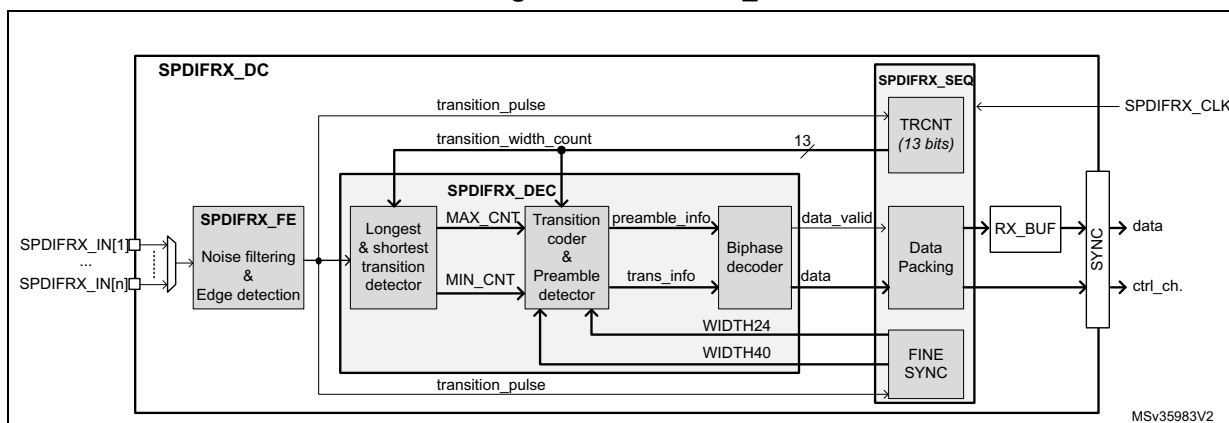 SPDIFRX_DC
SPDIFRX_SEQ
transition_pulse
SPDIFRX_CLK
TRCNT
(13 bits)
transition_width_count
13
SPDIFRX_DEC
SPDIFRX_FE
Noise filtering
&
Edge detection
SPDIFRX_IN[1]
...
SPDIFRX_IN[n]
Longest
& shortest
transition
detector
MAX_CNT
MIN_CNT
Transition
coder
&
Preamble
detector
preamble_info
trans_info
Biphase
decoder
data_valid
data
Data
Packing
RX_BUF
SYNC
data
ctrl_ch.
WIDTH24
WIDTH40
FINE
SYNC
transition_pulse
MSv35983V2